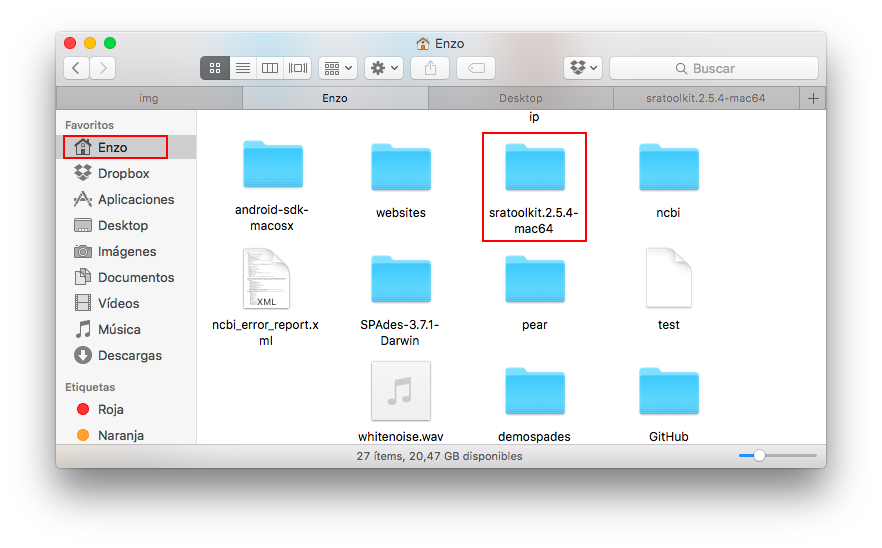 Enzo
Buscar
img
Enzo
Desktop
sratoolkit.2.5.4-mac64
Favoritos
Enzo
Dropbox
Aplicaciones
Desktop
Imágenes
Documentos
Vídeos
Música
Descargas
Etiquetas
Roja
Naranja
ip
android-sdk-
macosx
websites
sratoolkit.2.5.4-
mac64
ncbi
XML
ncbi_error_report.x
ml
SPAdes-3.7.1-
Darwin
pear
test
whitenoise.wav
demospades
GitHub
27 ítems, 20,47 GB disponibles